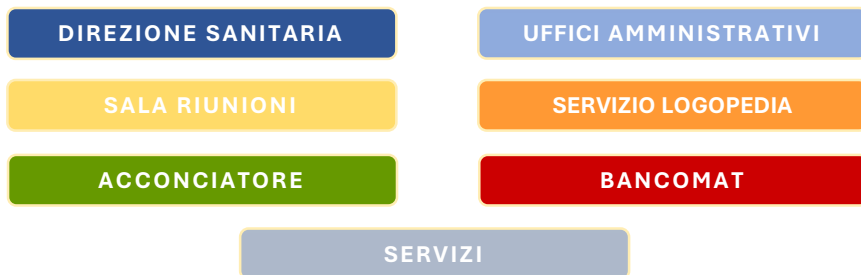 DIREZIONE SANITARIA
UFFICI AMMINISTRATIVI
SALA RIUNIONI
SERVIZIO LOGOPEDIA
ACCONCIATORE
BANCOMAT
SERVIZI